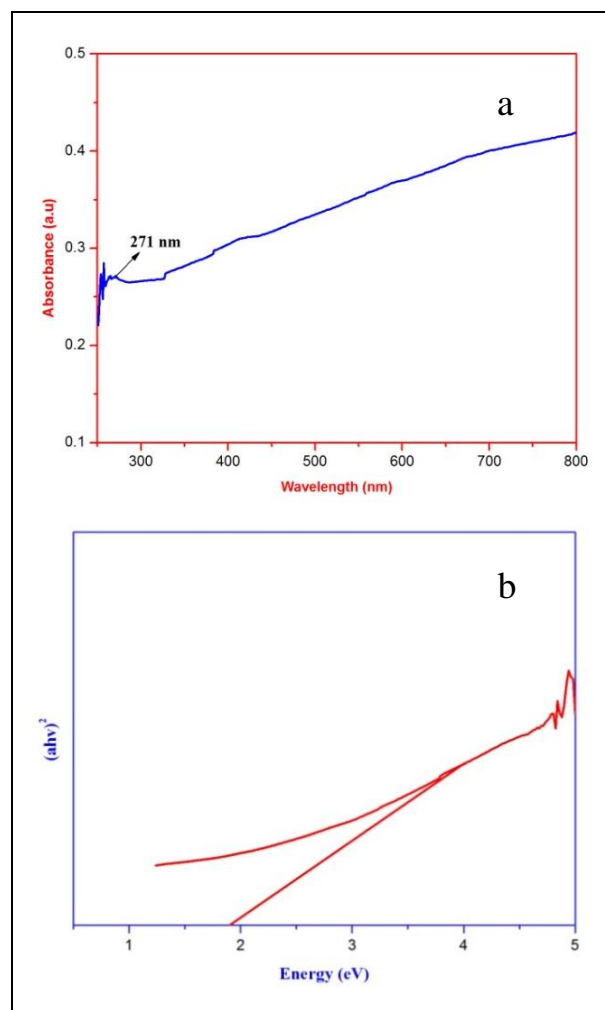 a
0.5
0.4
0.3
0.2
0.1
Absorbance (a.u)
271 nm
300 400 500 600 700 800
Wavelength (nm)
b
(ahv)²
1 2 3 4 5
Energy (eV)